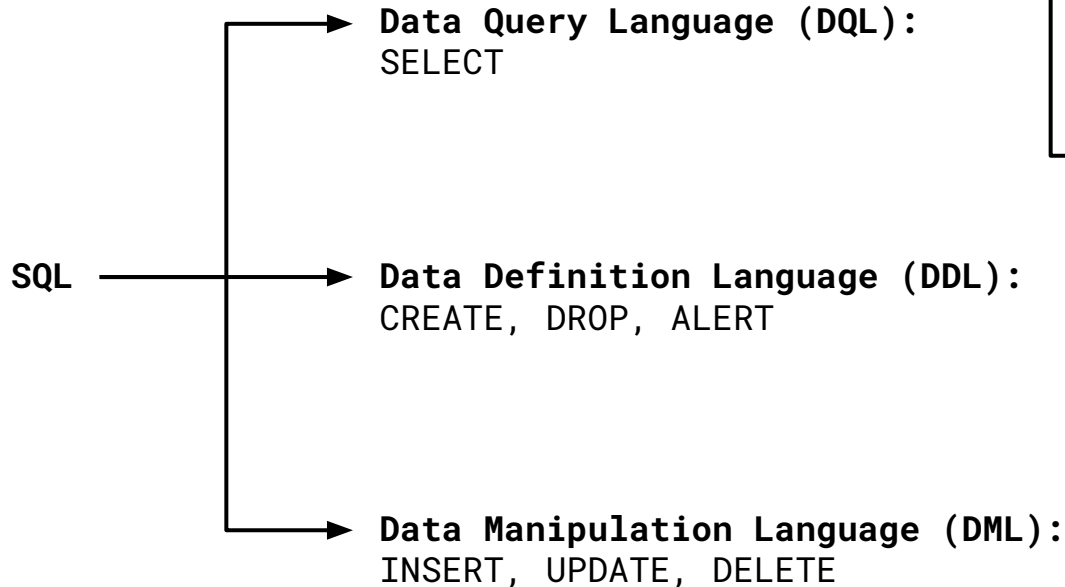 Data Query Language (DQL):
SELECT
SQL
Data Definition Language (DDL):
CREATE, DROP, ALERT
Data Manipulation Language (DML):
INSERT, UPDATE, DELETE